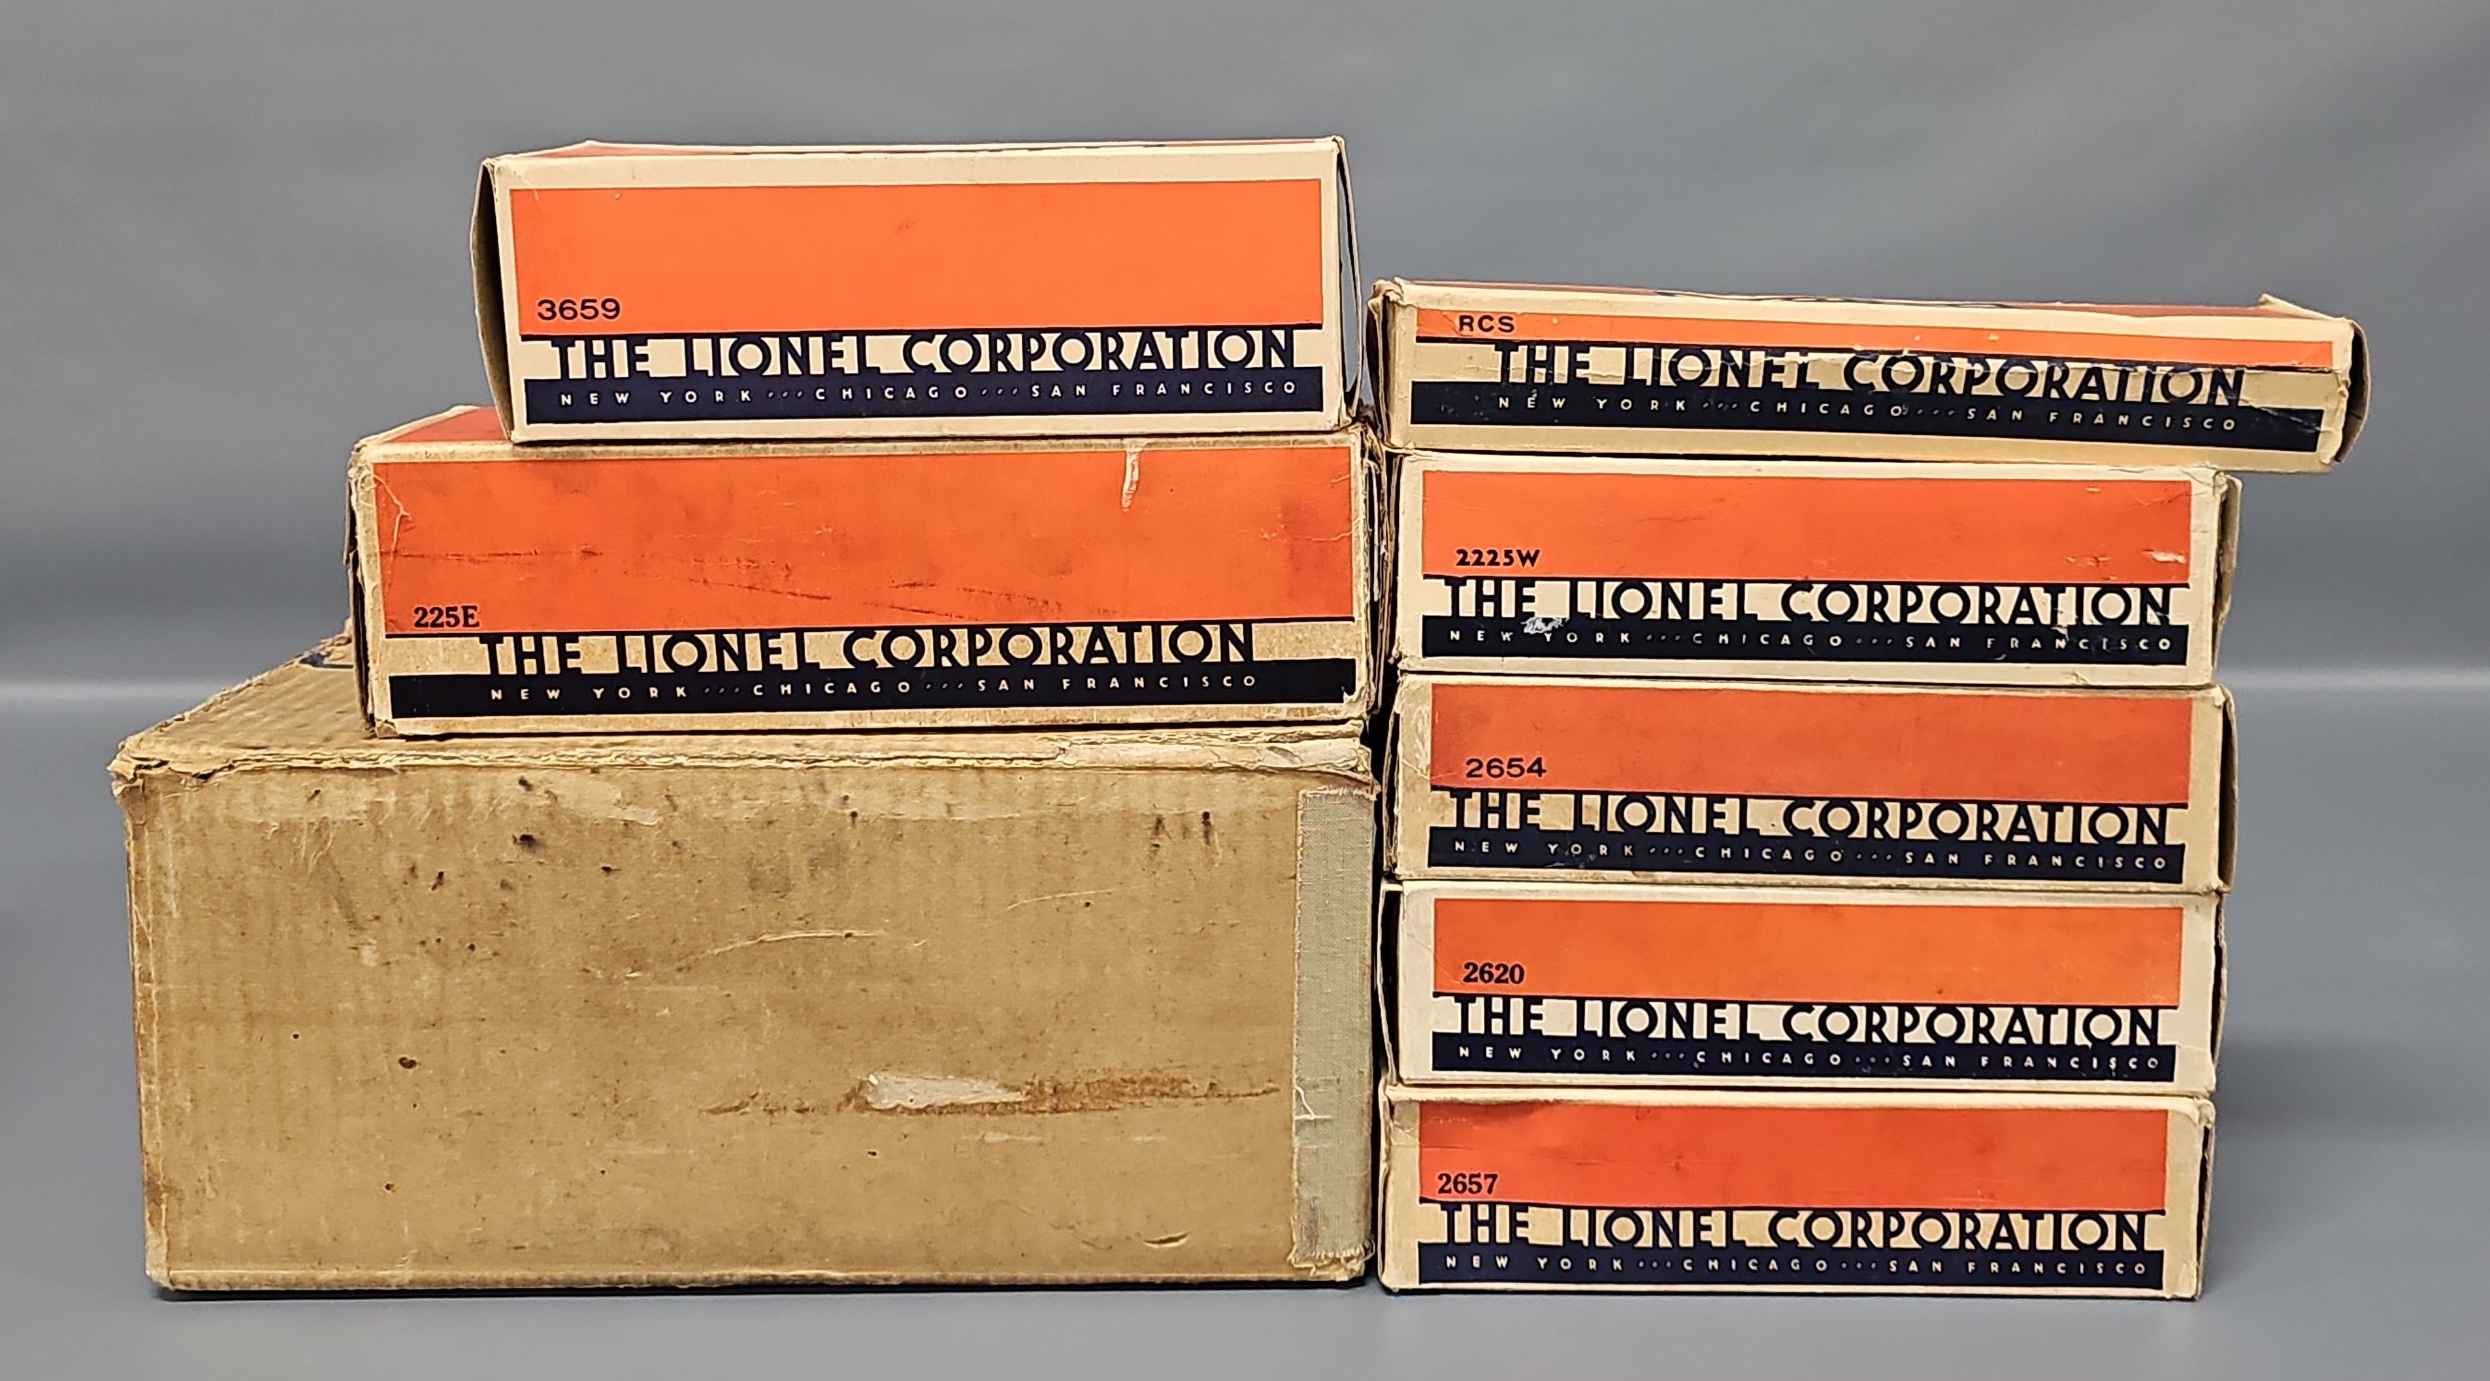 3659
THE LIONEL CORPORATION
NEW YORK ··· CHICAGO ··· SAN FRANCISCO
225E
THE LIONEL CORPORATION
NEW YORK ··· CHICAGO ··· SAN FRANCISCO
RCS
THE LIONEL CORPORATION
NEW YORK ··· CHICAGO ··· SAN FRANCISCO
2225W
THE LIONEL CORPORATION
NEW YORK ··· CHICAGO ··· SAN FRANCISCO
2654
THE LIONEL CORPORATION
NEW YORK ··· CHICAGO ··· SAN FRANCISCO
2620
THE LIONEL CORPORATION
NEW YORK ··· CHICAGO ··· SAN FRANCISCO
2657
THE LIONEL CORPORATION
NEW YORK ··· CHICAGO ··· SAN FRANCISCO